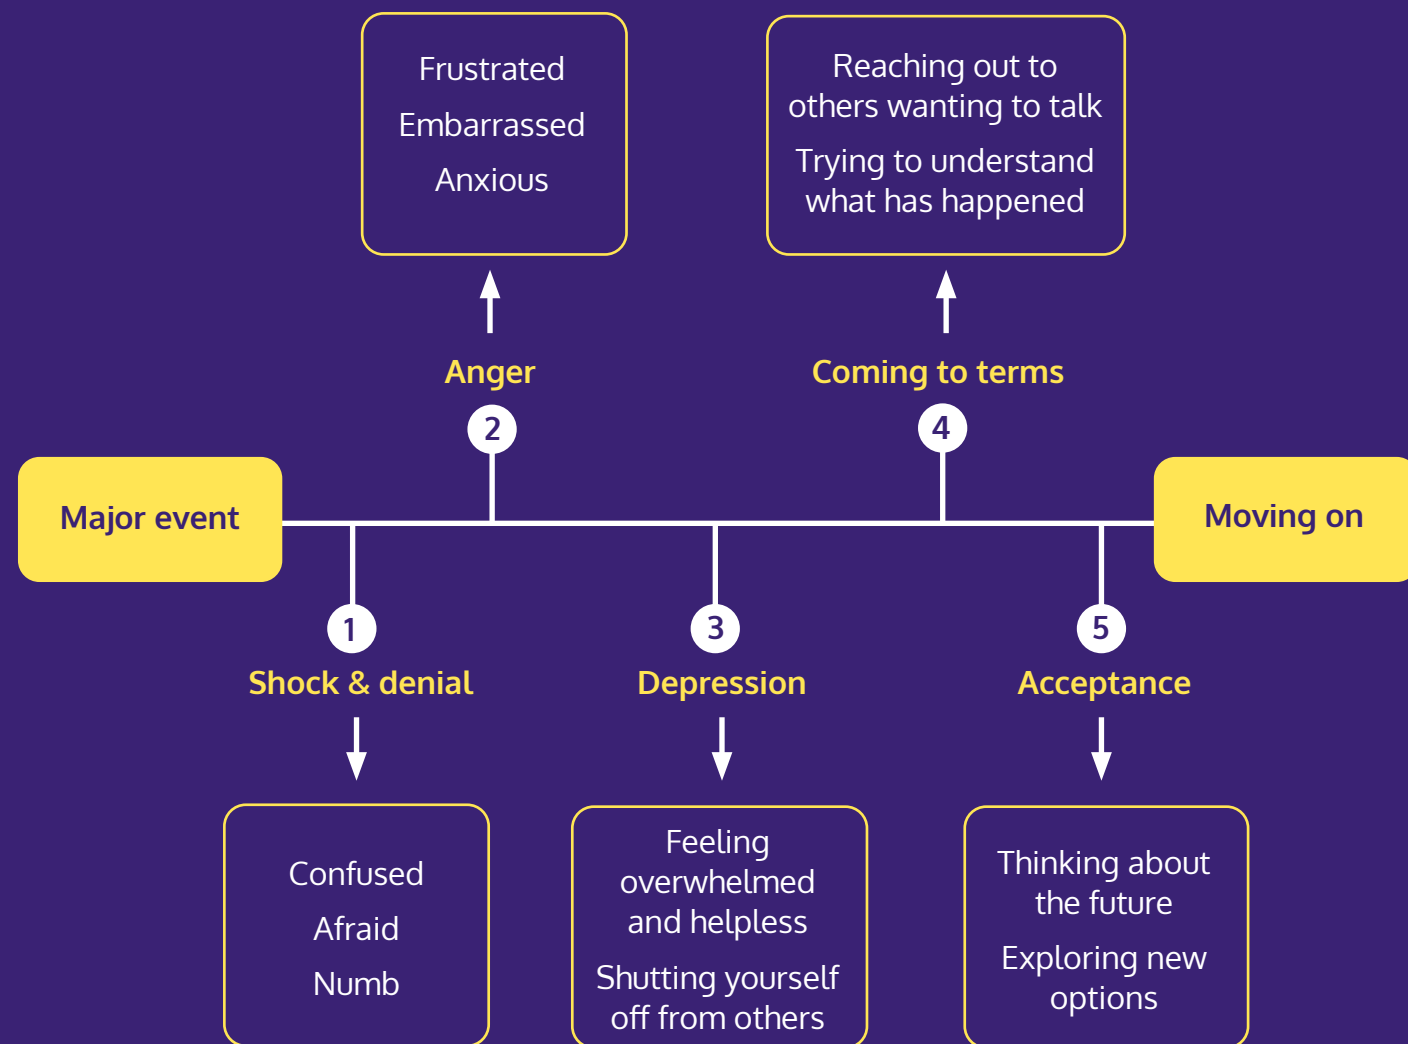 Frustrated
Embarrassed
Anxious
Reaching out to
others wanting to talk
Trying to understand
what has happened
Anger
Coming to terms
2
4
Major event
Moving on
1
3
5
Shock & denial
Depression
Acceptance
Confused
Afraid
Numb
Feeling
overwhelmed
and helpless
Shutting yourself
off from others
Thinking about
the future
Exploring new
options